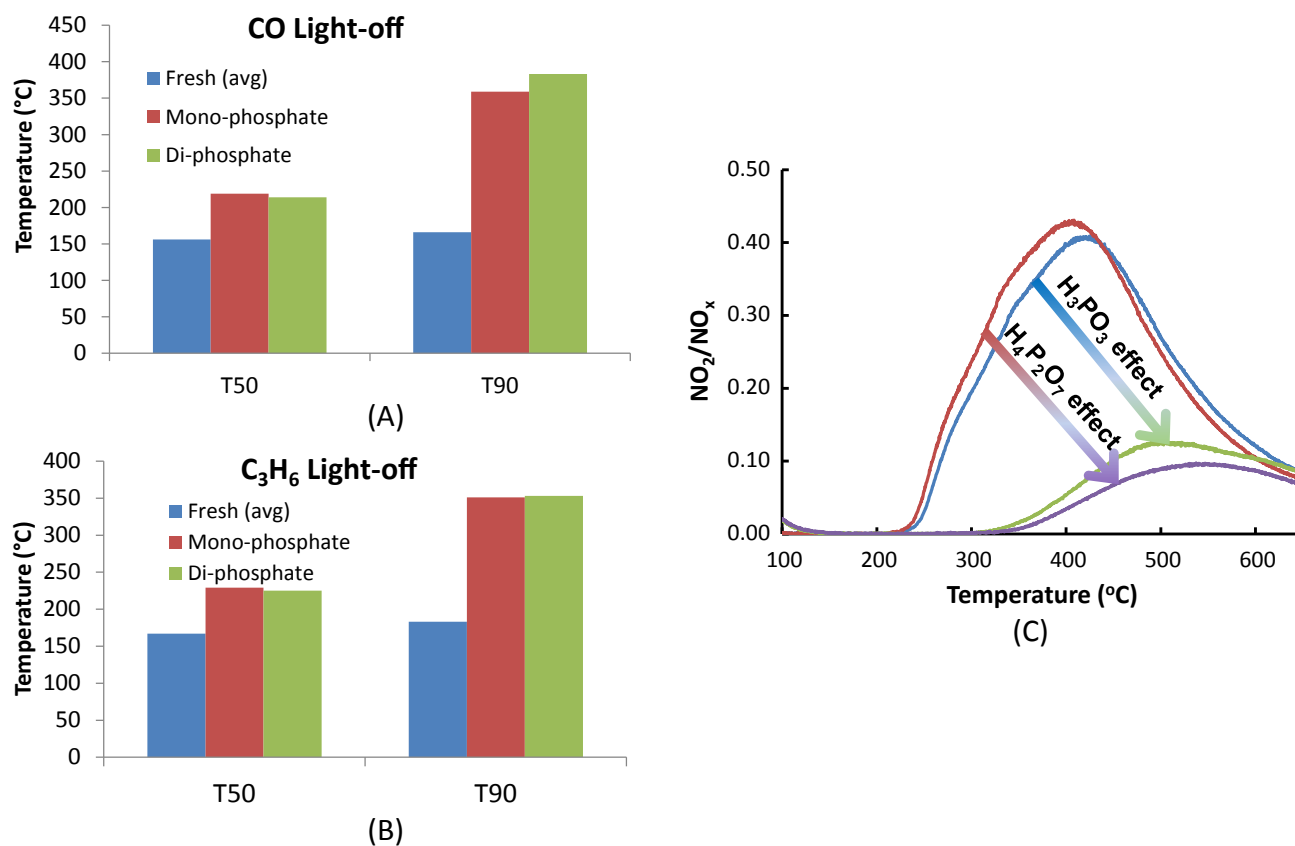 CO Light-off
Temperature (°C)
450
400
350
300
250
200
150
100
50
0
Fresh (avg)
Mono-phosphate
Di-phosphate
T50 T90
(A)
C₃H₆ Light-off
Temperature (°C)
400
350
300
250
200
150
100
50
0
Fresh (avg)
Mono-phosphate
Di-phosphate
T50 T90
(B)
NO₂/NOₓ
0.50
0.40
0.30
0.20
0.10
0.00
H₃PO₃ effect
H₄P₂O₇ effect
100 200 300 400 500 600
Temperature (ᵒC)
(C)